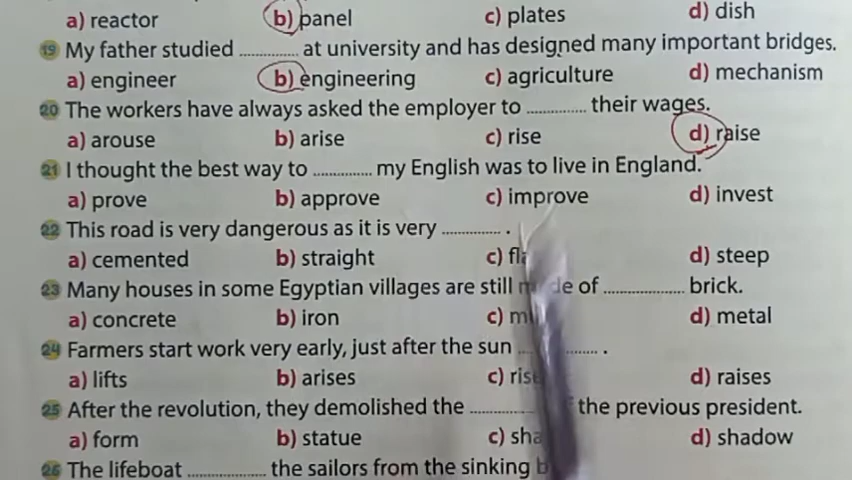 a) reactor b) panel c) plates d) dish
19 My father studied ............. at university and has designed many important bridges.
a) engineer b) engineering c) agriculture d) mechanism
20 The workers have always asked the employer to ............. their wages.
a) arouse b) arise c) rise d) raise
21 I thought the best way to ............. my English was to live in England.
a) prove b) approve c) improve d) invest
22 This road is very dangerous as it is very ............. .
a) cemented b) straight c) d) steep
23 Many houses in some Egyptian villages are still of ................. brick.
a) concrete b) iron c) d) metal
24 Farmers start work very early, just after the sun ................. .
a) lifts b) arises c) d) raises
25 After the revolution, they demolished the ................. the previous president.
a) form b) statue c) d) shadow
26 The lifeboat ................. the sailors from the sinking